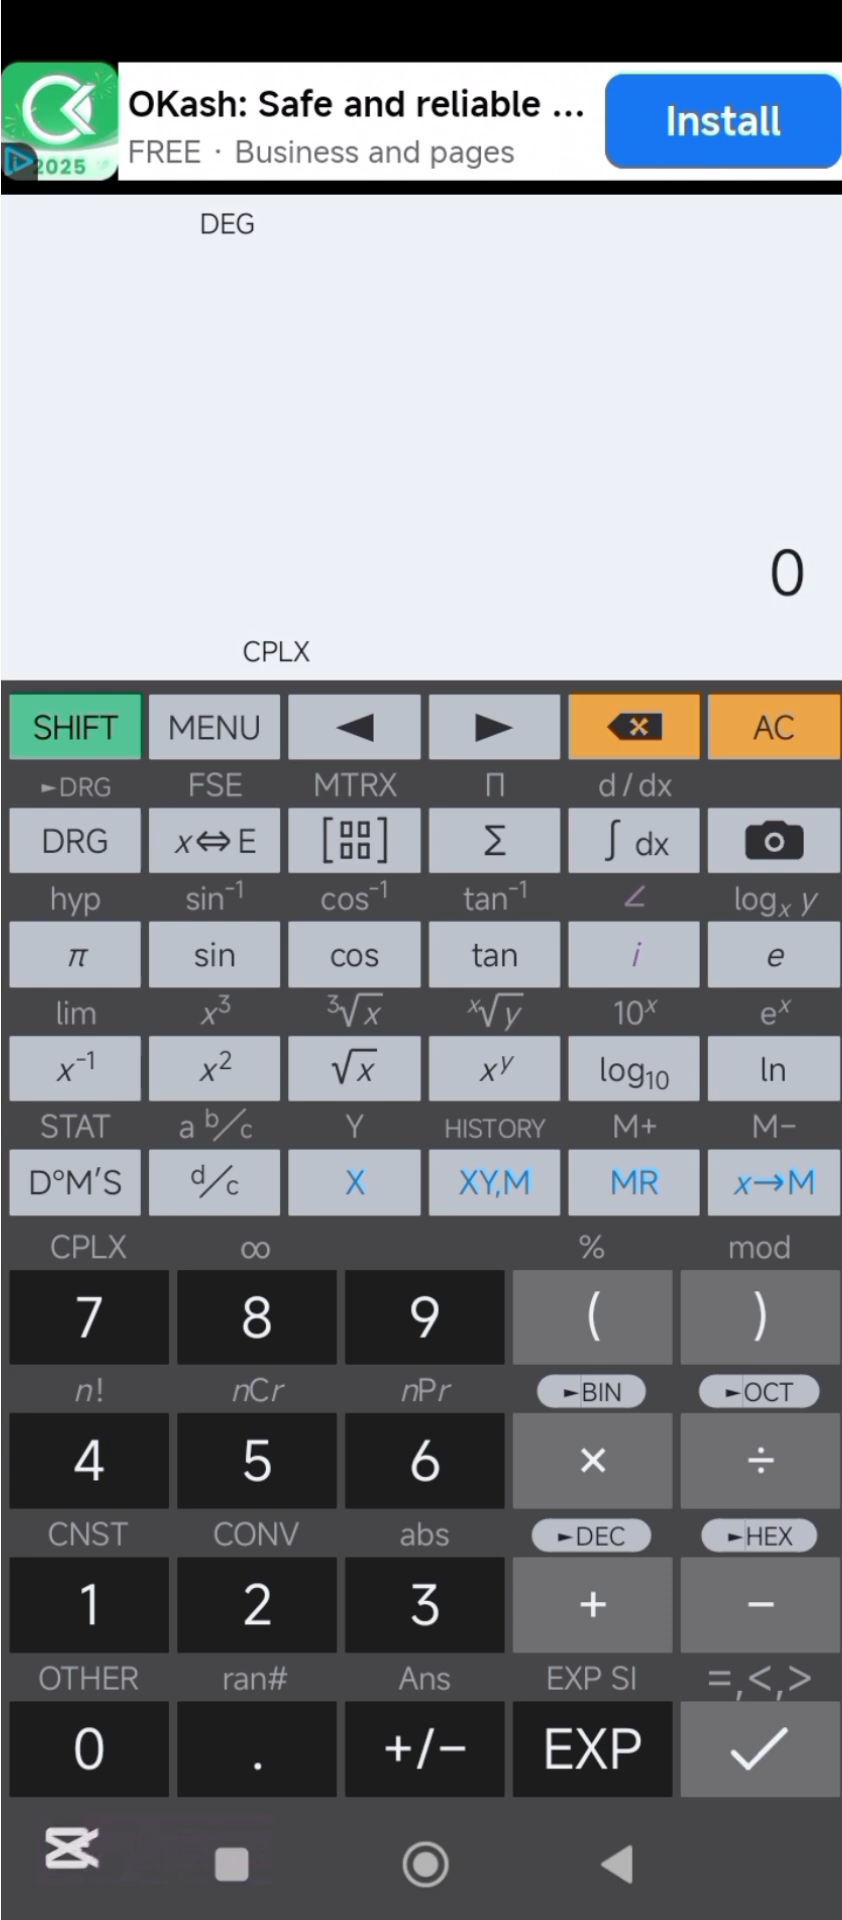 OKash: Safe and reliable ...
Install
FREE · Business and pages
2025
DEG
0
CPLX
SHIFT MENU ◄ ► AC
►DRG FSE MTRX Π d / dx
DRG x⇔E Σ ∫ dx
hyp sin⁻¹ cos⁻¹ tan⁻¹ ∠ logₓ y
π sin cos tan i e
lim x³ ³√x ˣ√y 10ˣ eˣ
x⁻¹ x² √x xʸ log₁₀ ln
STAT a b/c Y HISTORY M+ M−
D°M′S d/c X XY,M MR x→M
CPLX ∞ % mod
7 8 9 ( )
n! nCr nPr ►BIN ►OCT
4 5 6 × ÷
CNST CONV abs ►DEC ►HEX
1 2 3 + −
OTHER ran# Ans EXP SI =,<,>
0 . +/− EXP ✓